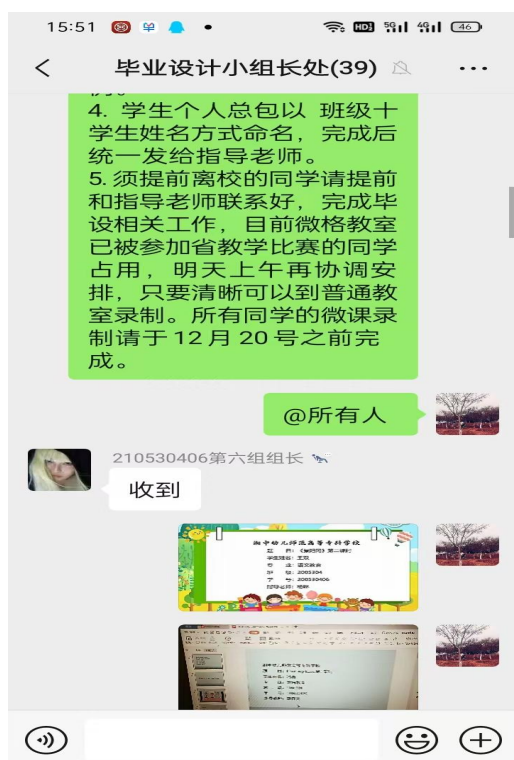 15:51
HD
5G
4G
46
毕业设计小组长处(39)
4. 学生个人总包以 班级十
学生姓名方式命名，完成后
统一发给指导老师。
5. 须提前离校的同学请提前
和指导老师联系好，完成毕
设相关工作，目前微格教室
已被参加省教学比赛的同学
占用，明天上午再协调安
排，只要清晰可以到普通教
室录制。所有同学的微课录
制请于 12 月 20 号之前完
成。
@所有人
210530406第六组组长
收到
湘中幼儿师范高等专科学校